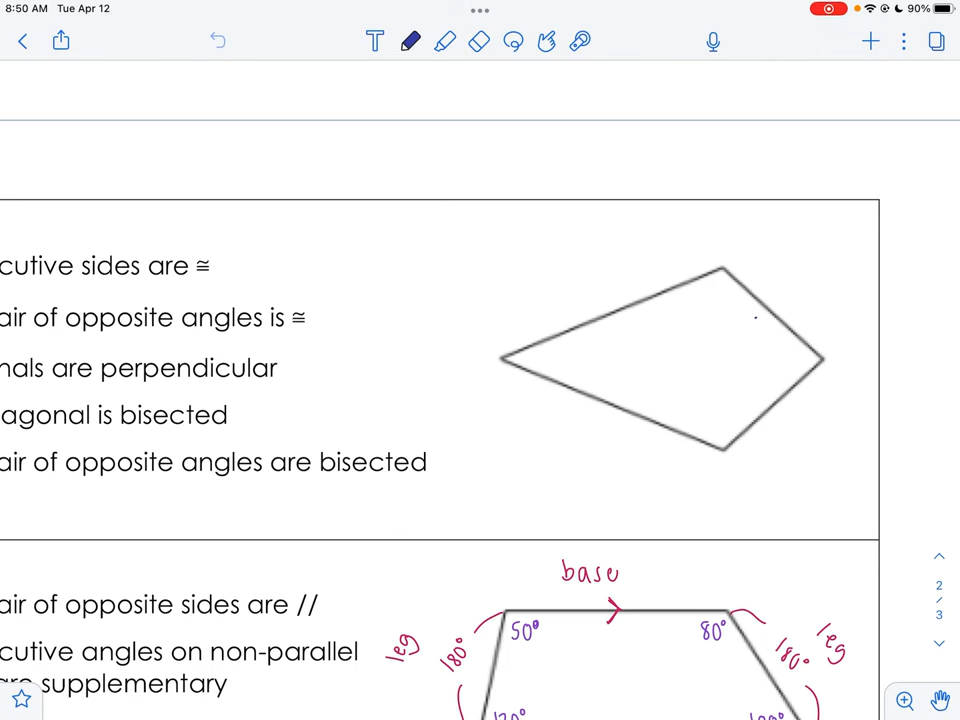 8:50 AM Tue Apr 12
90%
cutive sides are ≅
air of opposite angles is ≅
nals are perpendicular
agonal is bisected
air of opposite angles are bisected
base
air of opposite sides are //
50°
80°
leg
180°
180°
leg
cutive angles on non-parallel
are supplementary
2
/
3